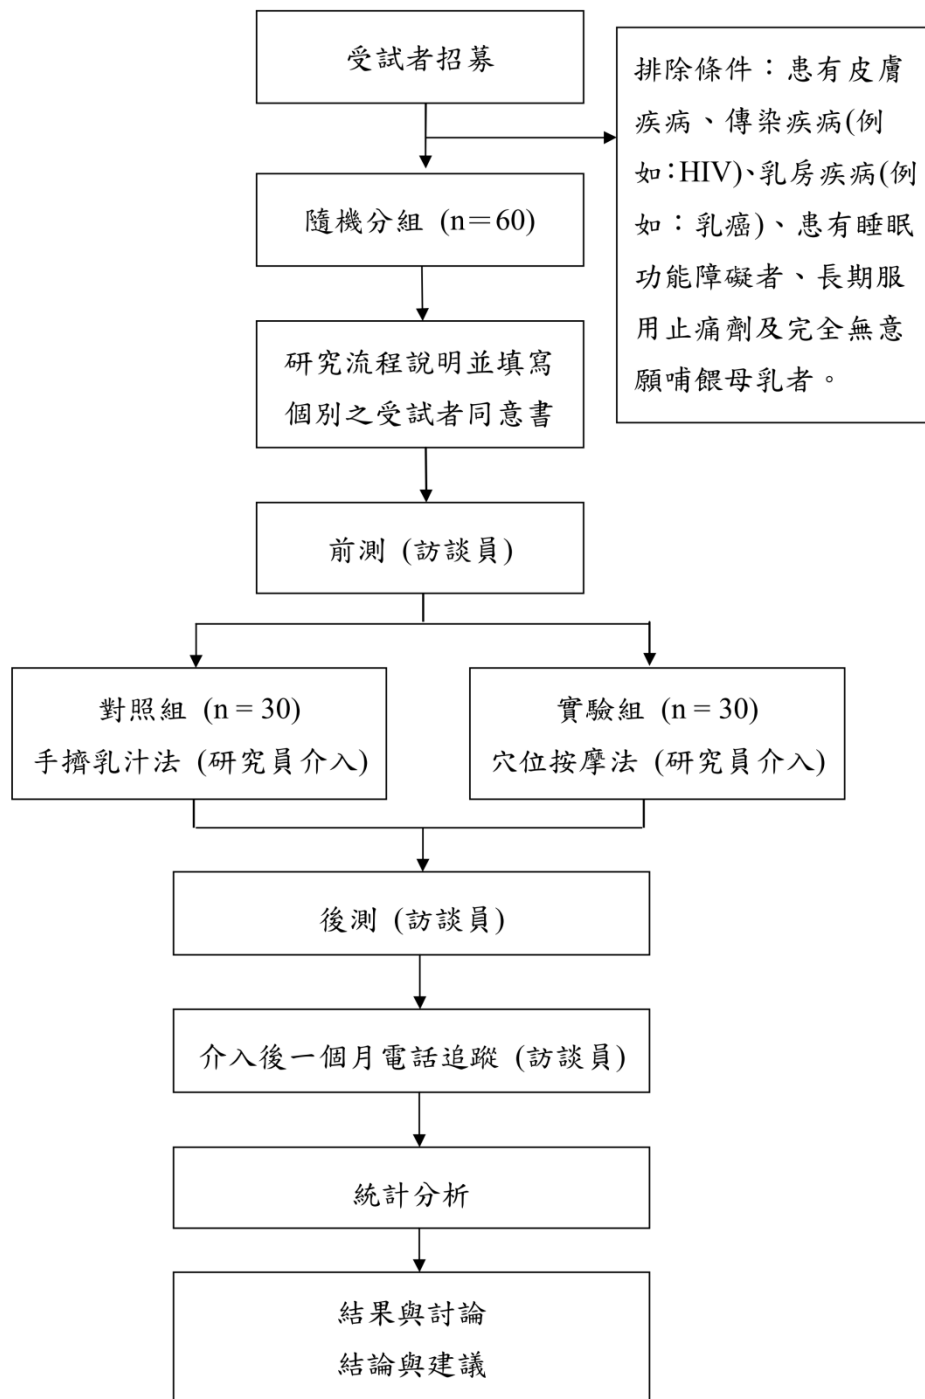 受試者招募
排除條件：患有皮膚
疾病、傳染疾病(例
如：HIV)、乳房疾病(例
如：乳癌)、患有睡眠
功能障礙者、長期服
用止痛劑及完全無意
願哺餵母乳者。
隨機分組 (n＝60)
研究流程說明並填寫
個別之受試者同意書
前測 (訪談員)
對照組 (n = 30)
手擠乳汁法 (研究員介入)
實驗組 (n = 30)
穴位按摩法 (研究員介入)
後測 (訪談員)
介入後一個月電話追蹤 (訪談員)
統計分析
結果與討論
結論與建議